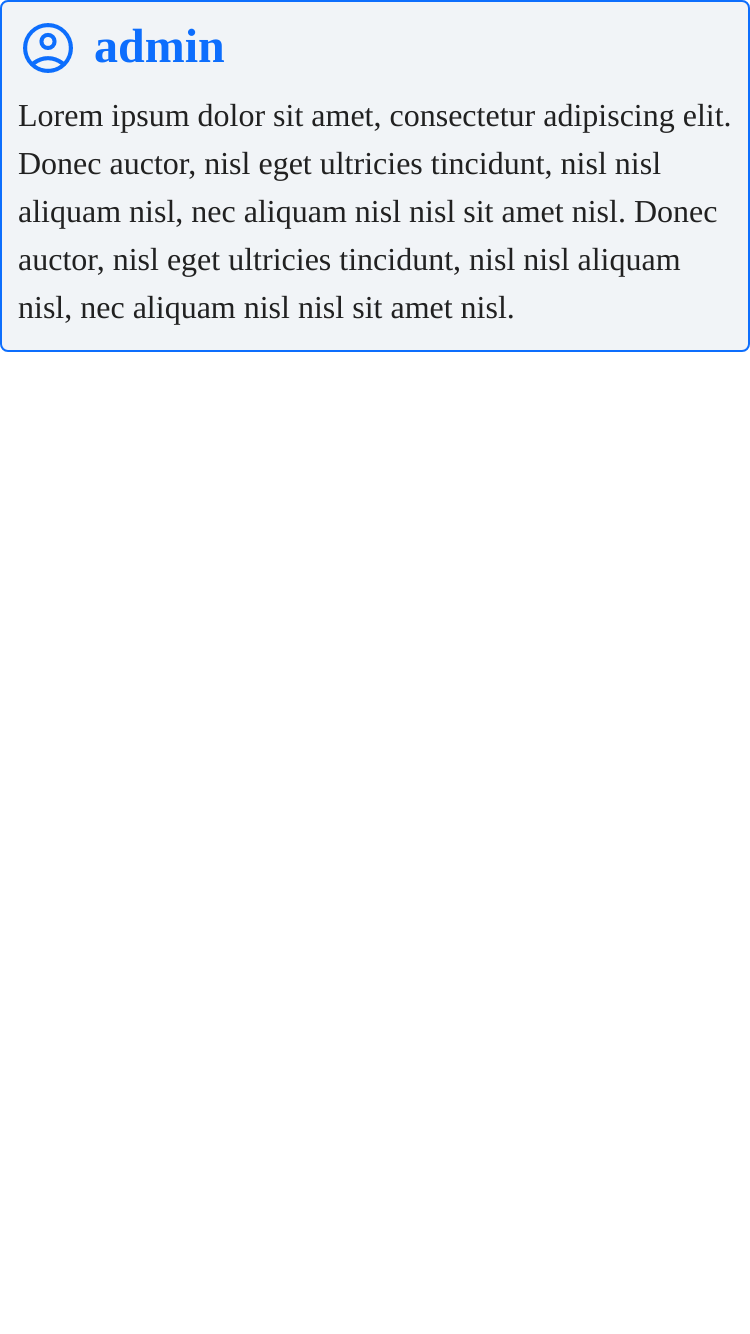 admin
Lorem ipsum dolor sit amet, consectetur adipiscing elit.
Donec auctor, nisl eget ultricies tincidunt, nisl nisl
aliquam nisl, nec aliquam nisl nisl sit amet nisl. Donec
auctor, nisl eget ultricies tincidunt, nisl nisl aliquam
nisl, nec aliquam nisl nisl sit amet nisl.